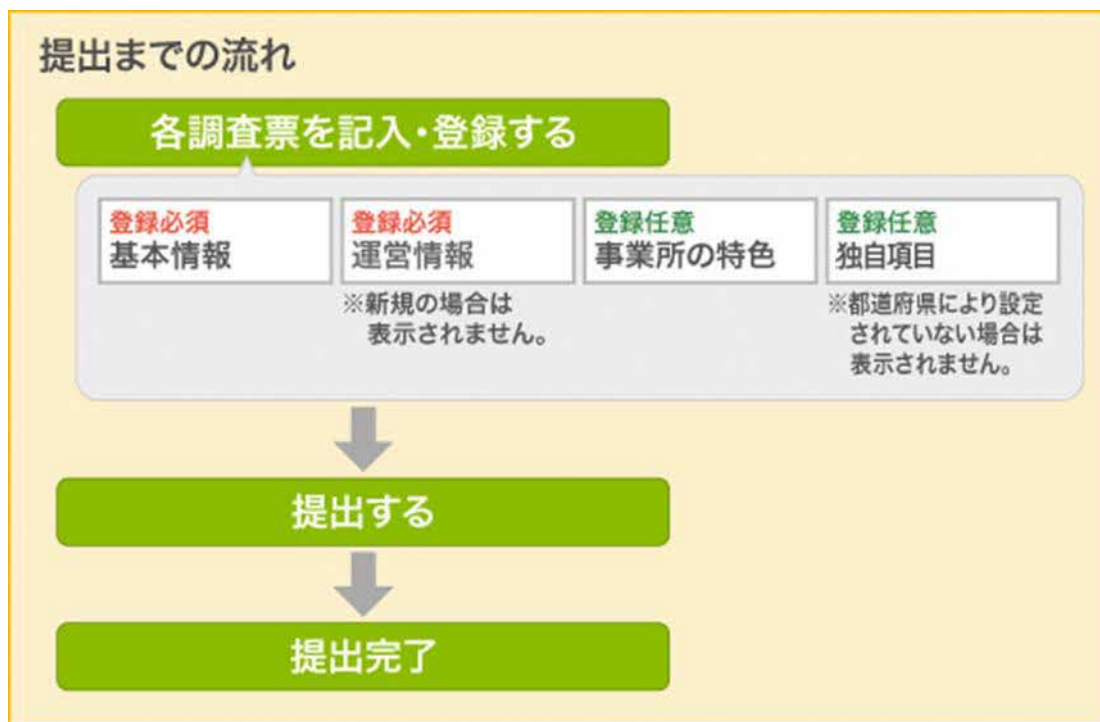 提出までの流れ
各調査票を記入・登録する
登録必須
基本情報
登録必須
運営情報
※新規の場合は
表示されません。
登録任意
事業所の特色
登録任意
独自項目
※都道府県により設定
されていない場合は
表示されません。
提出する
提出完了